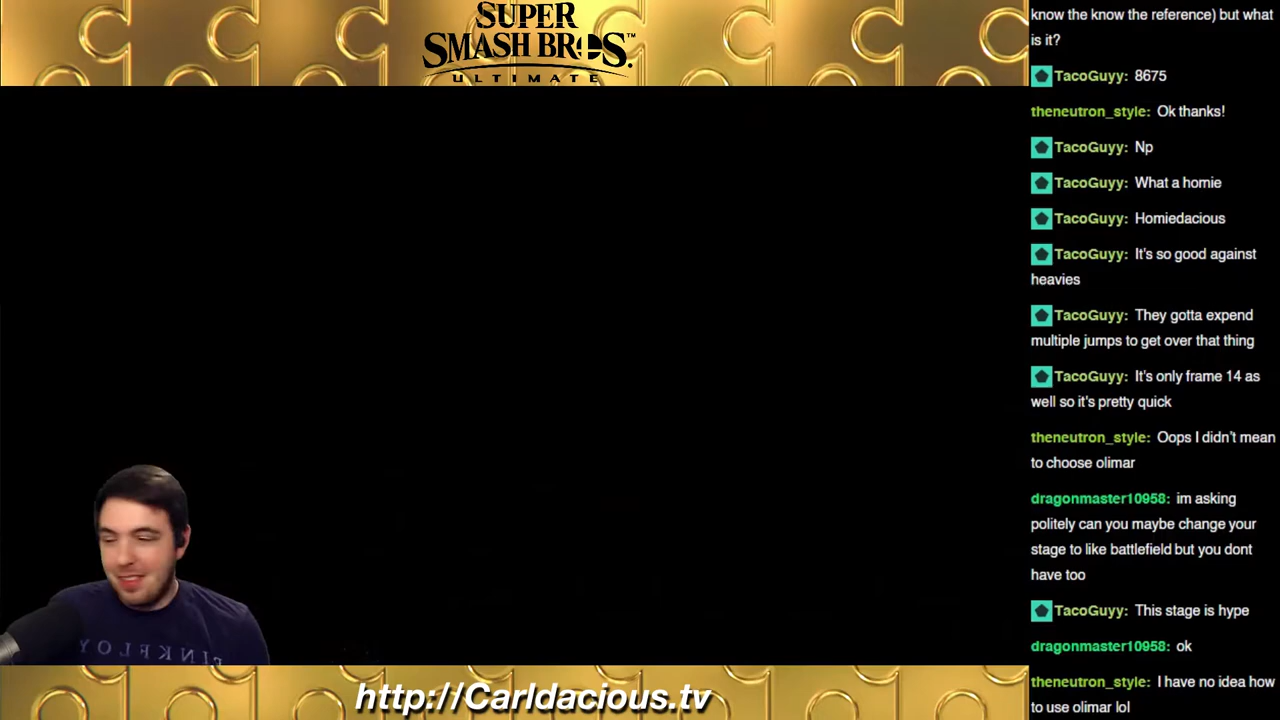 SUPER
SMASH BROS.™
ULTIMATE
know the know the reference) but what
is it?
TacoGuyy: 8675
theneutron_style: Ok thanks!
TacoGuyy: Np
TacoGuyy: What a homie
TacoGuyy: Homiedacious
TacoGuyy: It's so good against
heavies
TacoGuyy: They gotta expend
multiple jumps to get over that thing
TacoGuyy: It's only frame 14 as
well so it's pretty quick
theneutron_style: Oops I didn't mean
to choose olimar
dragonmaster10958: im asking
politely can you maybe change your
stage to like battlefield but you dont
have too
TacoGuyy: This stage is hype
dragonmaster10958: ok
theneutron_style: I have no idea how
to use olimar lol
PINK FLOY
http://Carldacious.tv